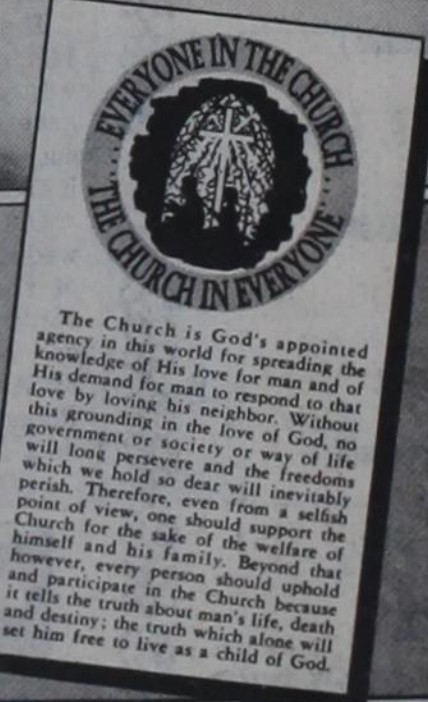 EVERYONE IN THE CHURCH
THE CHURCH IN EVERYONE
The Church is God's appointed
agency in this world for spreading the
knowledge of His love for man and of
His demand for man to respond to that
love by loving his neighbor. Without
this grounding in the love of God, no
government or society or way of life
will long persevere and the freedoms
which we hold so dear will inevitably
perish. Therefore, even from a selfish
point of view, one should support the
Church for the sake of the welfare of
himself and his family. Beyond that
however, every person should uphold
and participate in the Church because
it tells the truth about man's life, death
and destiny; the truth which alone will
set him free to live as a child of God.